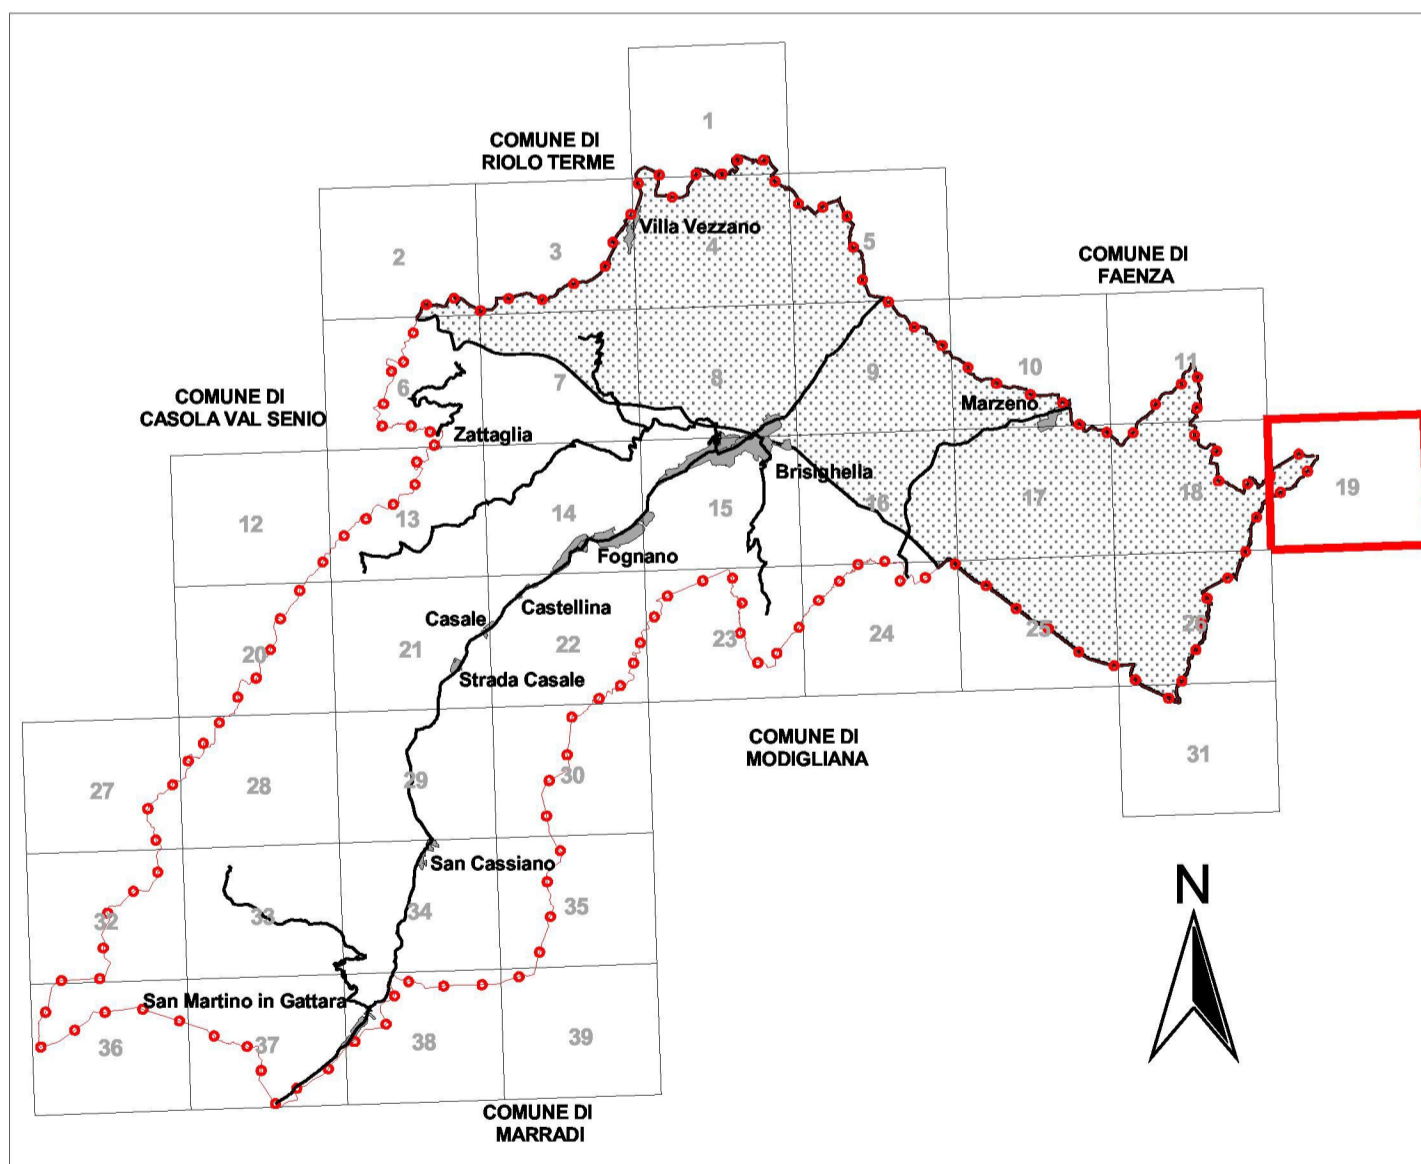 1
COMUNE DI
RIOLO TERME
Villa Vezzano
2
3
4
5
COMUNE DI
FAENZA
COMUNE DI
CASOLA VAL SENIO
6
7
8
9
10
11
Marzeno
Zattaglia
Brisighella
12
13
14
15
16
17
18
19
Fognano
Castellina
Casale
20
21
22
23
24
25
26
Strada Casale
COMUNE DI
MODIGLIANA
27
28
29
30
31
San Cassiano
32
33
34
35
N
San Martino in Gattara
36
37
38
39
COMUNE DI
MARRADI